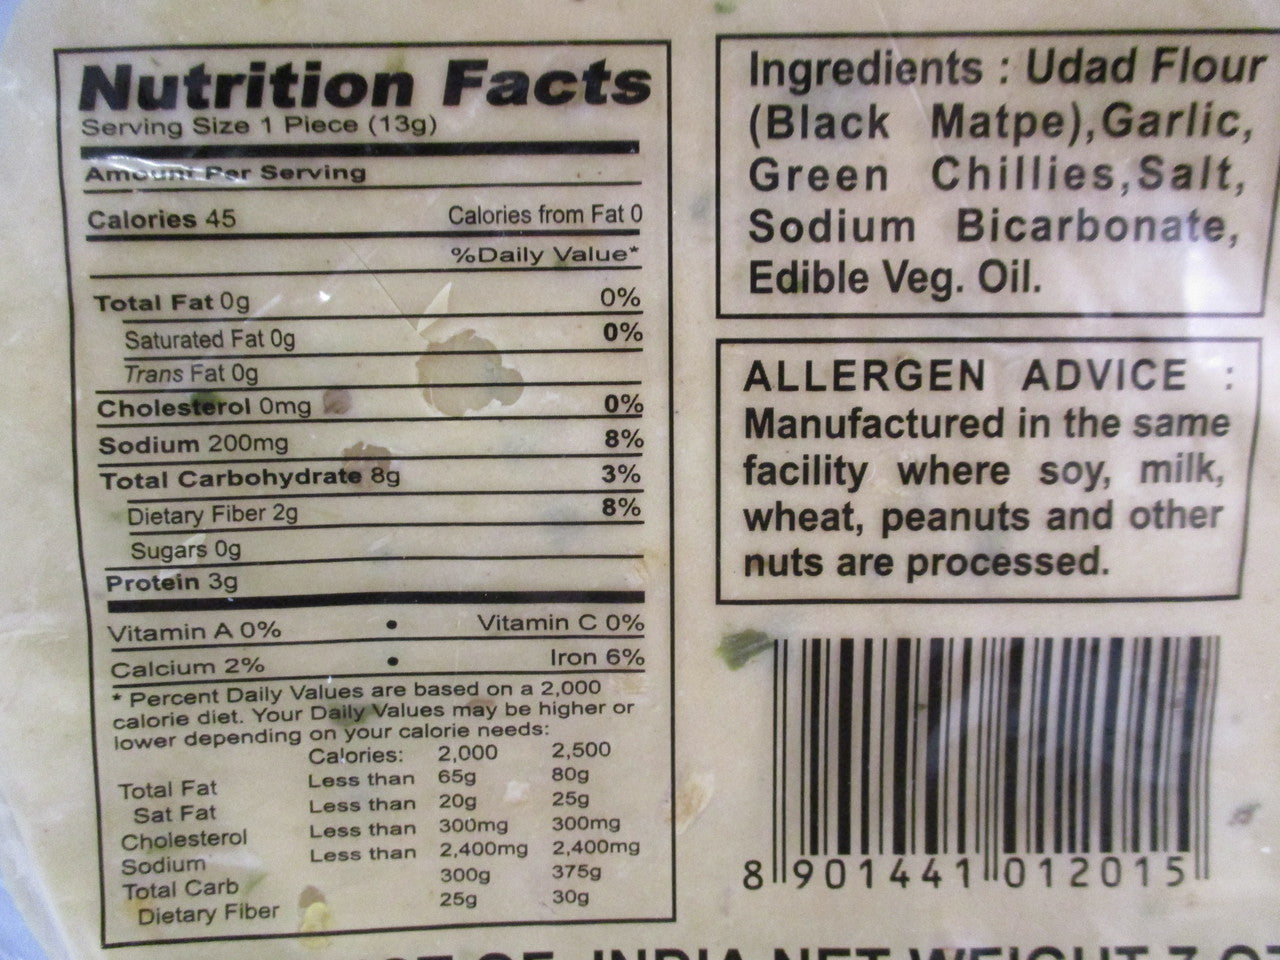 Nutrition Facts
Serving Size 1 Piece (13g)
Amount Per Serving
Calories 45 Calories from Fat 0
%Daily Value*
Total Fat 0g 0%
Saturated Fat 0g 0%
Trans Fat 0g
Cholesterol 0mg 0%
Sodium 200mg 8%
Total Carbohydrate 8g 3%
Dietary Fiber 2g 8%
Sugars 0g
Protein 3g
Vitamin A 0% • Vitamin C 0%
Calcium 2% • Iron 6%
* Percent Daily Values are based on a 2,000
calorie diet. Your Daily Values may be higher or
lower depending on your calorie needs:
Calories: 2,000 2,500
Total Fat Less than 65g 80g
Sat Fat Less than 20g 25g
Cholesterol Less than 300mg 300mg
Sodium Less than 2,400mg 2,400mg
Total Carb 300g 375g
Dietary Fiber 25g 30g
Ingredients : Udad Flour
(Black Matpe),Garlic,
Green Chillies,Salt,
Sodium Bicarbonate,
Edible Veg. Oil.
ALLERGEN ADVICE :
Manufactured in the same
facility where soy, milk,
wheat, peanuts and other
nuts are processed.
8 901441 012015
OF INDIA NET WEIGHT 7